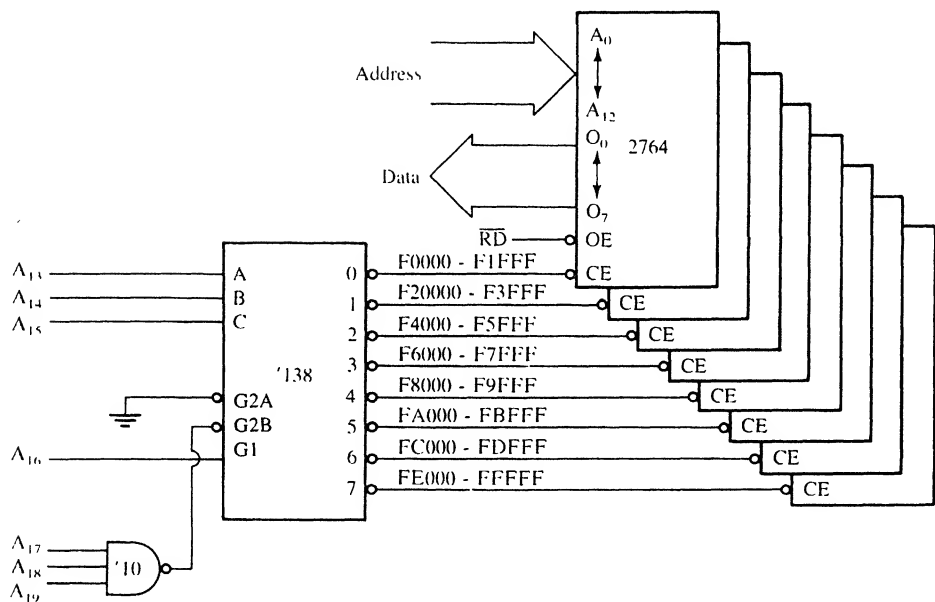 Address
A0
A12
O0
2764
Data
O7
RD
OE
A13
A
0
F0000 - F1FFF
CE
A14
B
1
F20000 - F3FFF
CE
A15
C
2
F4000 - F5FFF
CE
'138
3
F6000 - F7FFF
CE
G2A
4
F8000 - F9FFF
CE
G2B
5
FA000 - FBFFF
CE
A16
G1
6
FC000 - FDFFF
CE
7
FE000 - FFFFF
CE
A17
A18
'10
A19